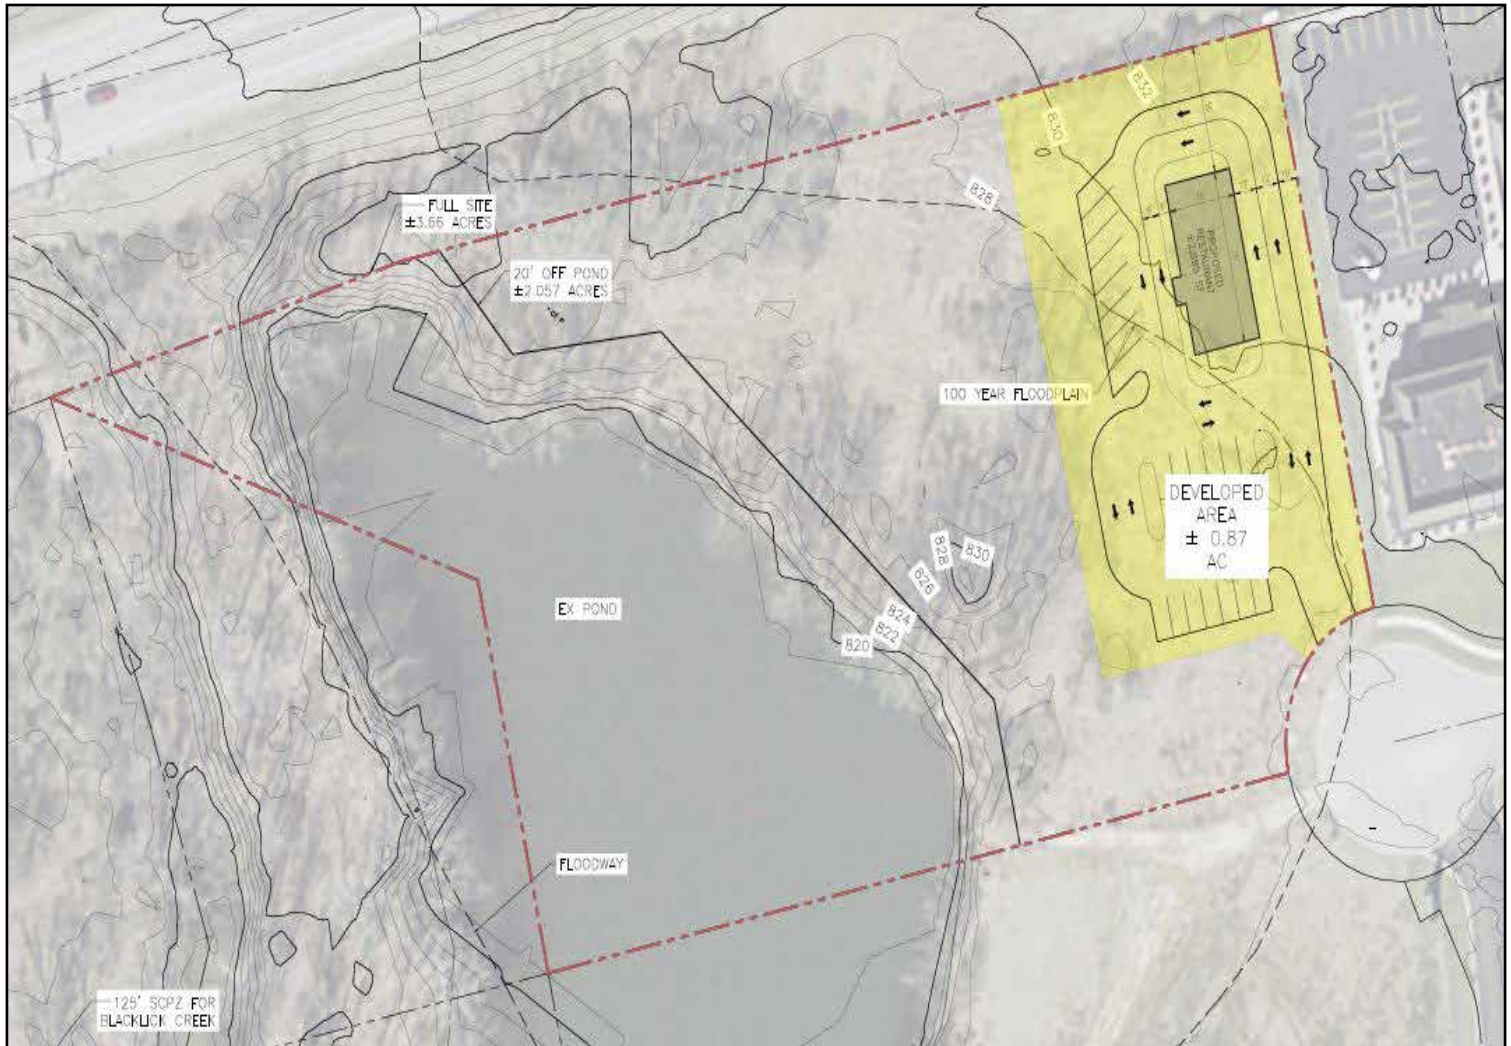 832
830
828
FULL SITE
±3.66 ACRES
20' OFF POND
±2.057 ACRES
PROPOSED
RESTAURANT
100 YEAR FLOODPLAIN
DEVELOPED
AREA
± 0.87
AC
828
830
826
824
822
820
EX POND
FLOODWAY
125' SCPZ FOR
BLACKLICK CREEK